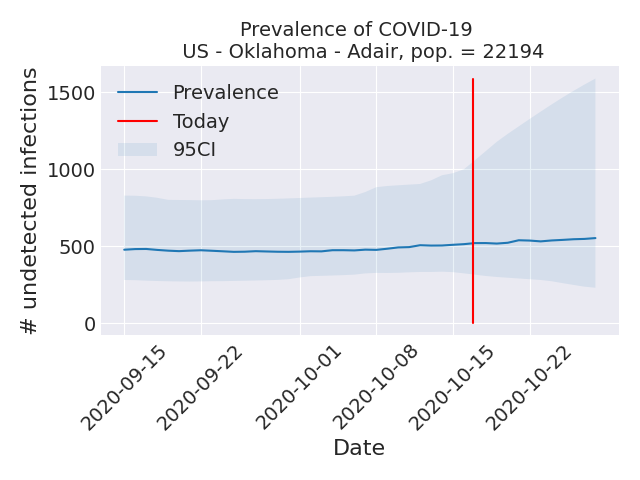 Prevalence of COVID-19
US - Oklahoma - Adair, pop. = 22194
# undetected infections
1500
1000
500
0
Prevalence
Today
95CI
2020-09-15
2020-09-22
2020-10-01
2020-10-08
2020-10-15
2020-10-22
Date